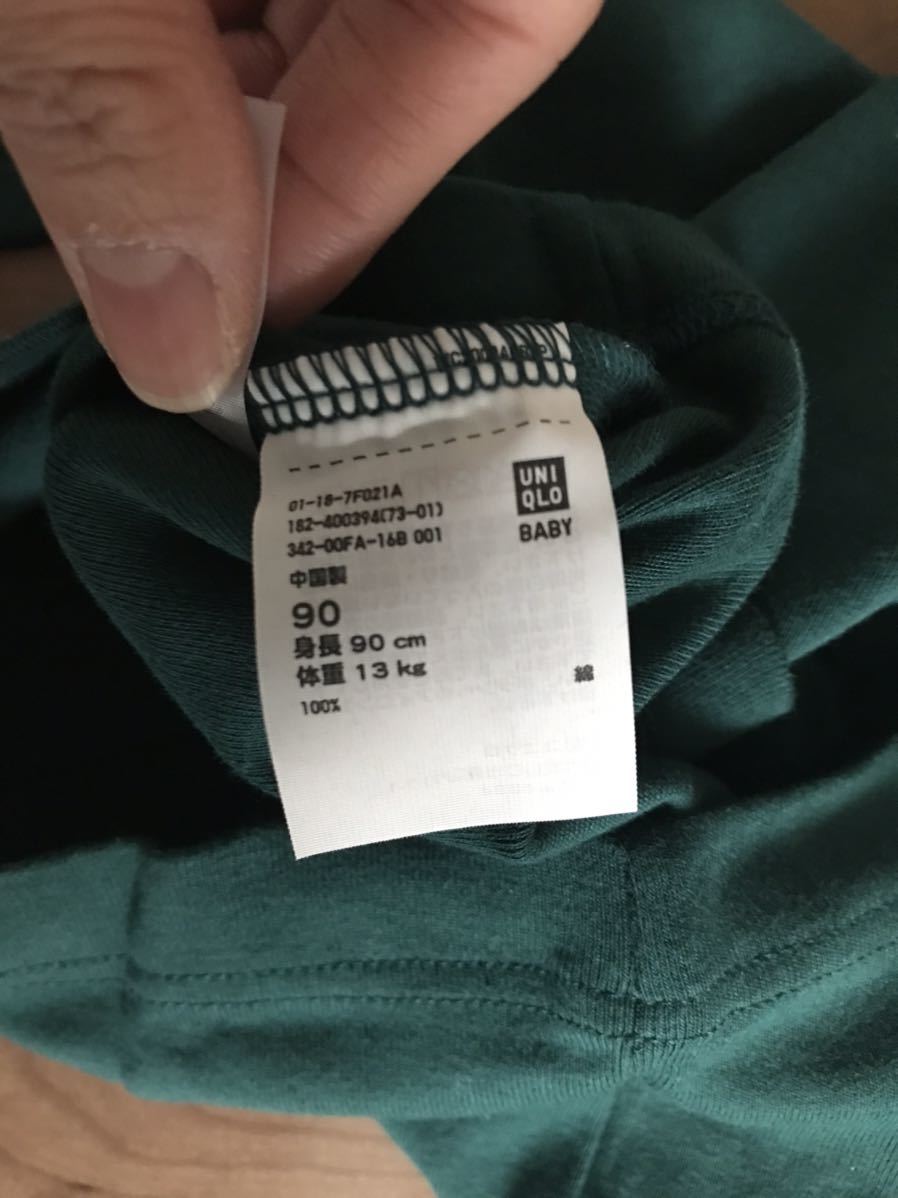 01-18-7F021A
182-400394(73-01)
342-00FA-16B 001
中国製
90
身長 90 cm
体重 13 kg
綿
100%
UNI
QLO
BABY